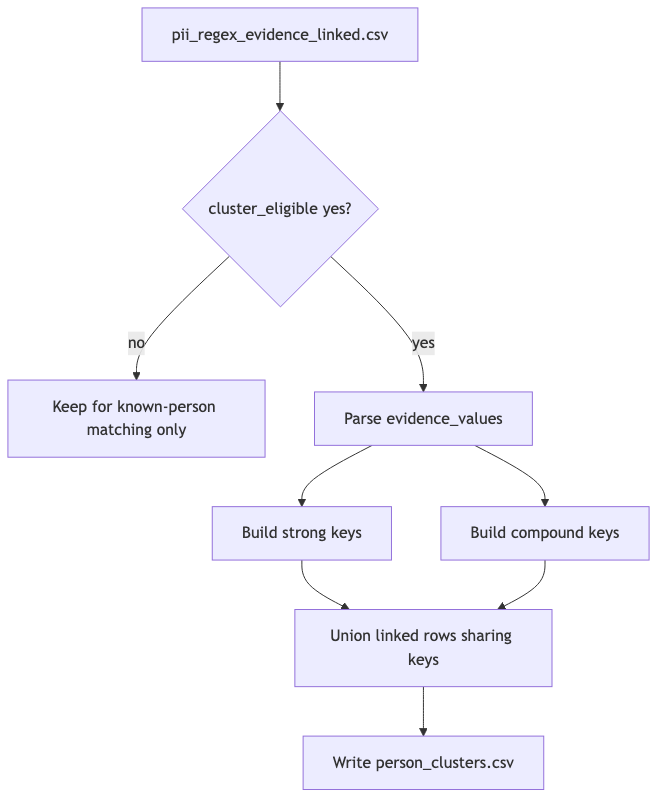 pii_regex_evidence_linked.csv
cluster_eligible yes?
no
yes
Keep for known-person
matching only
Parse evidence_values
Build strong keys
Build compound keys
Union linked rows sharing
keys
Write person_clusters.csv